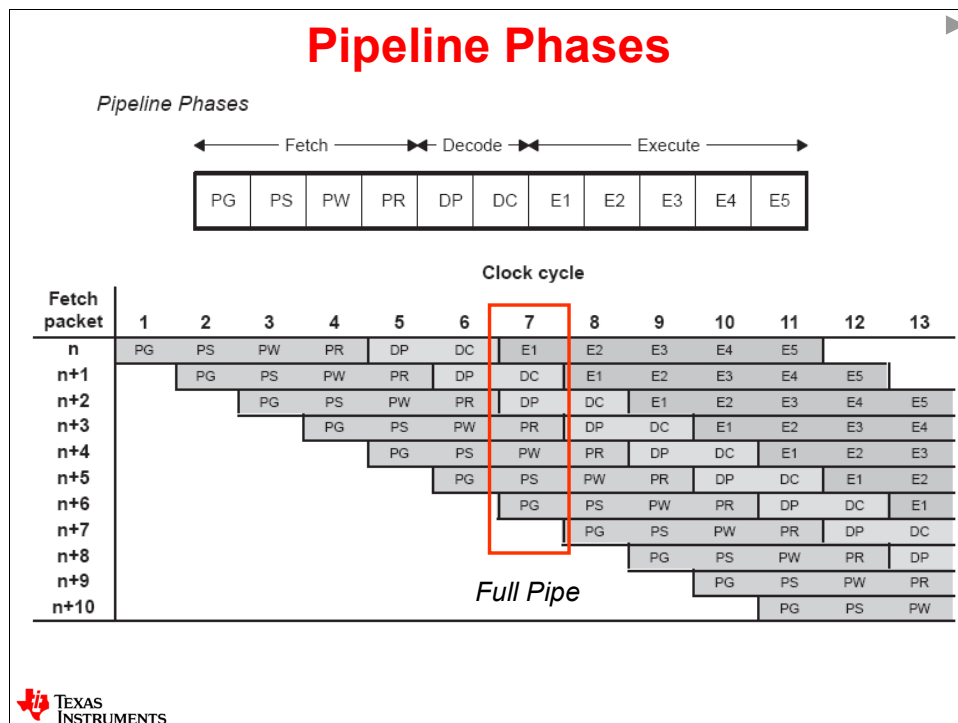 Pipeline Phases
Pipeline Phases
Fetch Decode Execute
PG PS PW PR DP DC E1 E2 E3 E4 E5
Clock cycle
Fetch
packet 1 2 3 4 5 6 7 8 9 10 11 12 13
n PG PS PW PR DP DC E1 E2 E3 E4 E5
n+1 PG PS PW PR DP DC E1 E2 E3 E4 E5
n+2 PG PS PW PR DP DC E1 E2 E3 E4 E5
n+3 PG PS PW PR DP DC E1 E2 E3 E4
n+4 PG PS PW PR DP DC E1 E2 E3
n+5 PG PS PW PR DP DC E1 E2
n+6 PG PS PW PR DP DC E1
n+7 PG PS PW PR DP DC
n+8 PG PS PW PR DP
n+9 PG PS PW PR
n+10 PG PS PW
Full Pipe
TEXAS
INSTRUMENTS